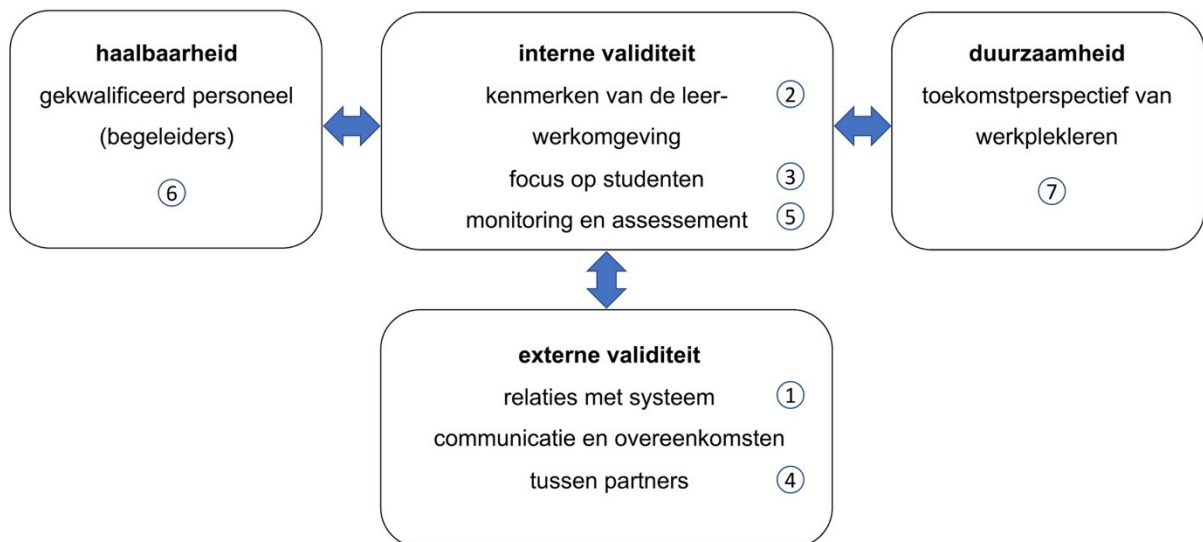 haalbaarheid
gekwalificeerd personeel
(begeleiders)
⑥
interne validiteit
kenmerken van de leer- ②
werkomgeving
focus op studenten ③
monitoring en assessement ⑤
duurzaamheid
toekomstperspectief van
werkplekleren
⑦
externe validiteit
relaties met systeem ①
communicatie en overeenkomsten
tussen partners ④